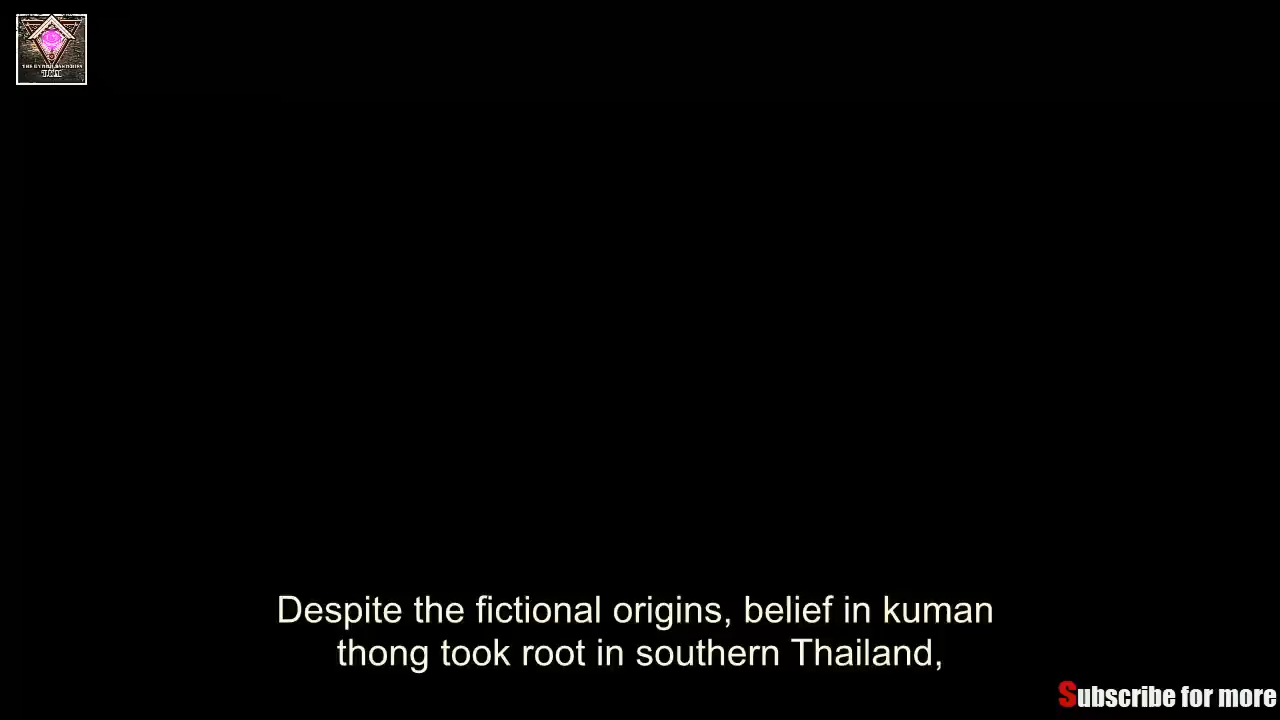 Despite the fictional origins, belief in kuman
thong took root in southern Thailand,
Subscribe for more